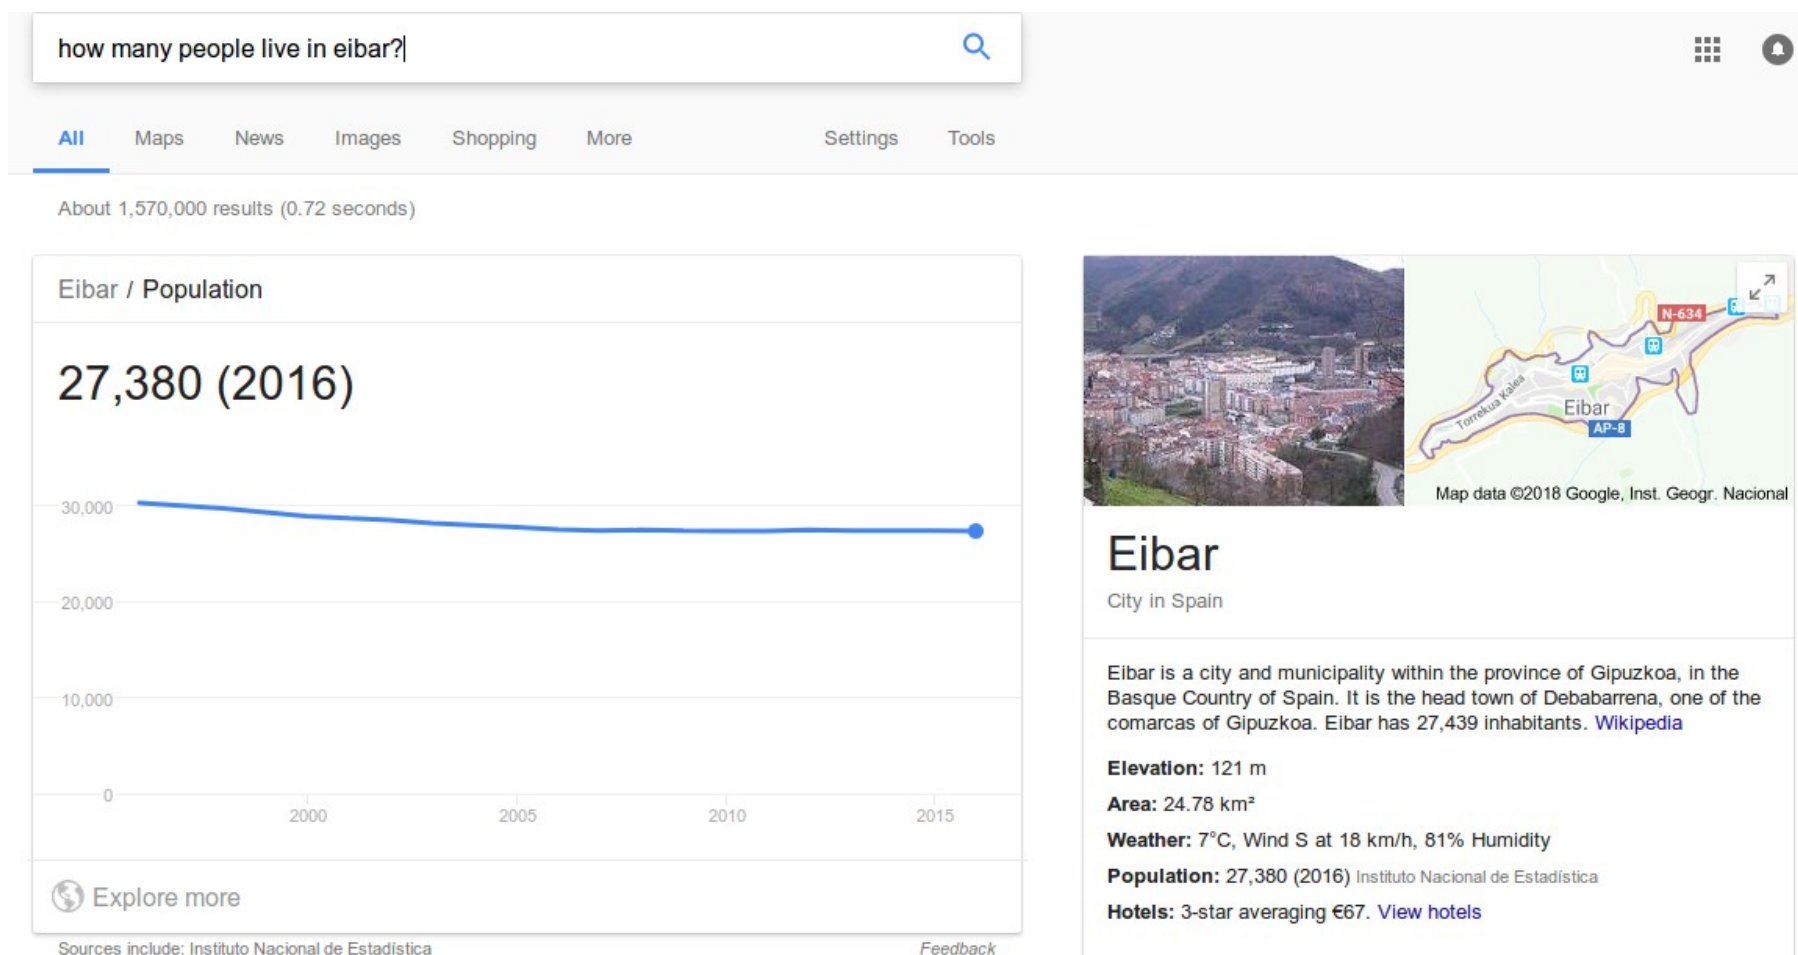 how many people live in eibar?
All Maps News Images Shopping More Settings Tools
About 1,570,000 results (0.72 seconds)
Eibar / Population
27,380 (2016)
30,000
20,000
10,000
0
2000 2005 2010 2015
Explore more
Sources include: Instituto Nacional de Estadística
Feedback
N-634
Torrekua Kalea
Eibar
AP-8
Map data ©2018 Google, Inst. Geogr. Nacional
Eibar
City in Spain
Eibar is a city and municipality within the province of Gipuzkoa, in the
Basque Country of Spain. It is the head town of Debabarrena, one of the
comarcas of Gipuzkoa. Eibar has 27,439 inhabitants. Wikipedia
Elevation: 121 m
Area: 24.78 km²
Weather: 7°C, Wind S at 18 km/h, 81% Humidity
Population: 27,380 (2016) Instituto Nacional de Estadística
Hotels: 3-star averaging €67. View hotels